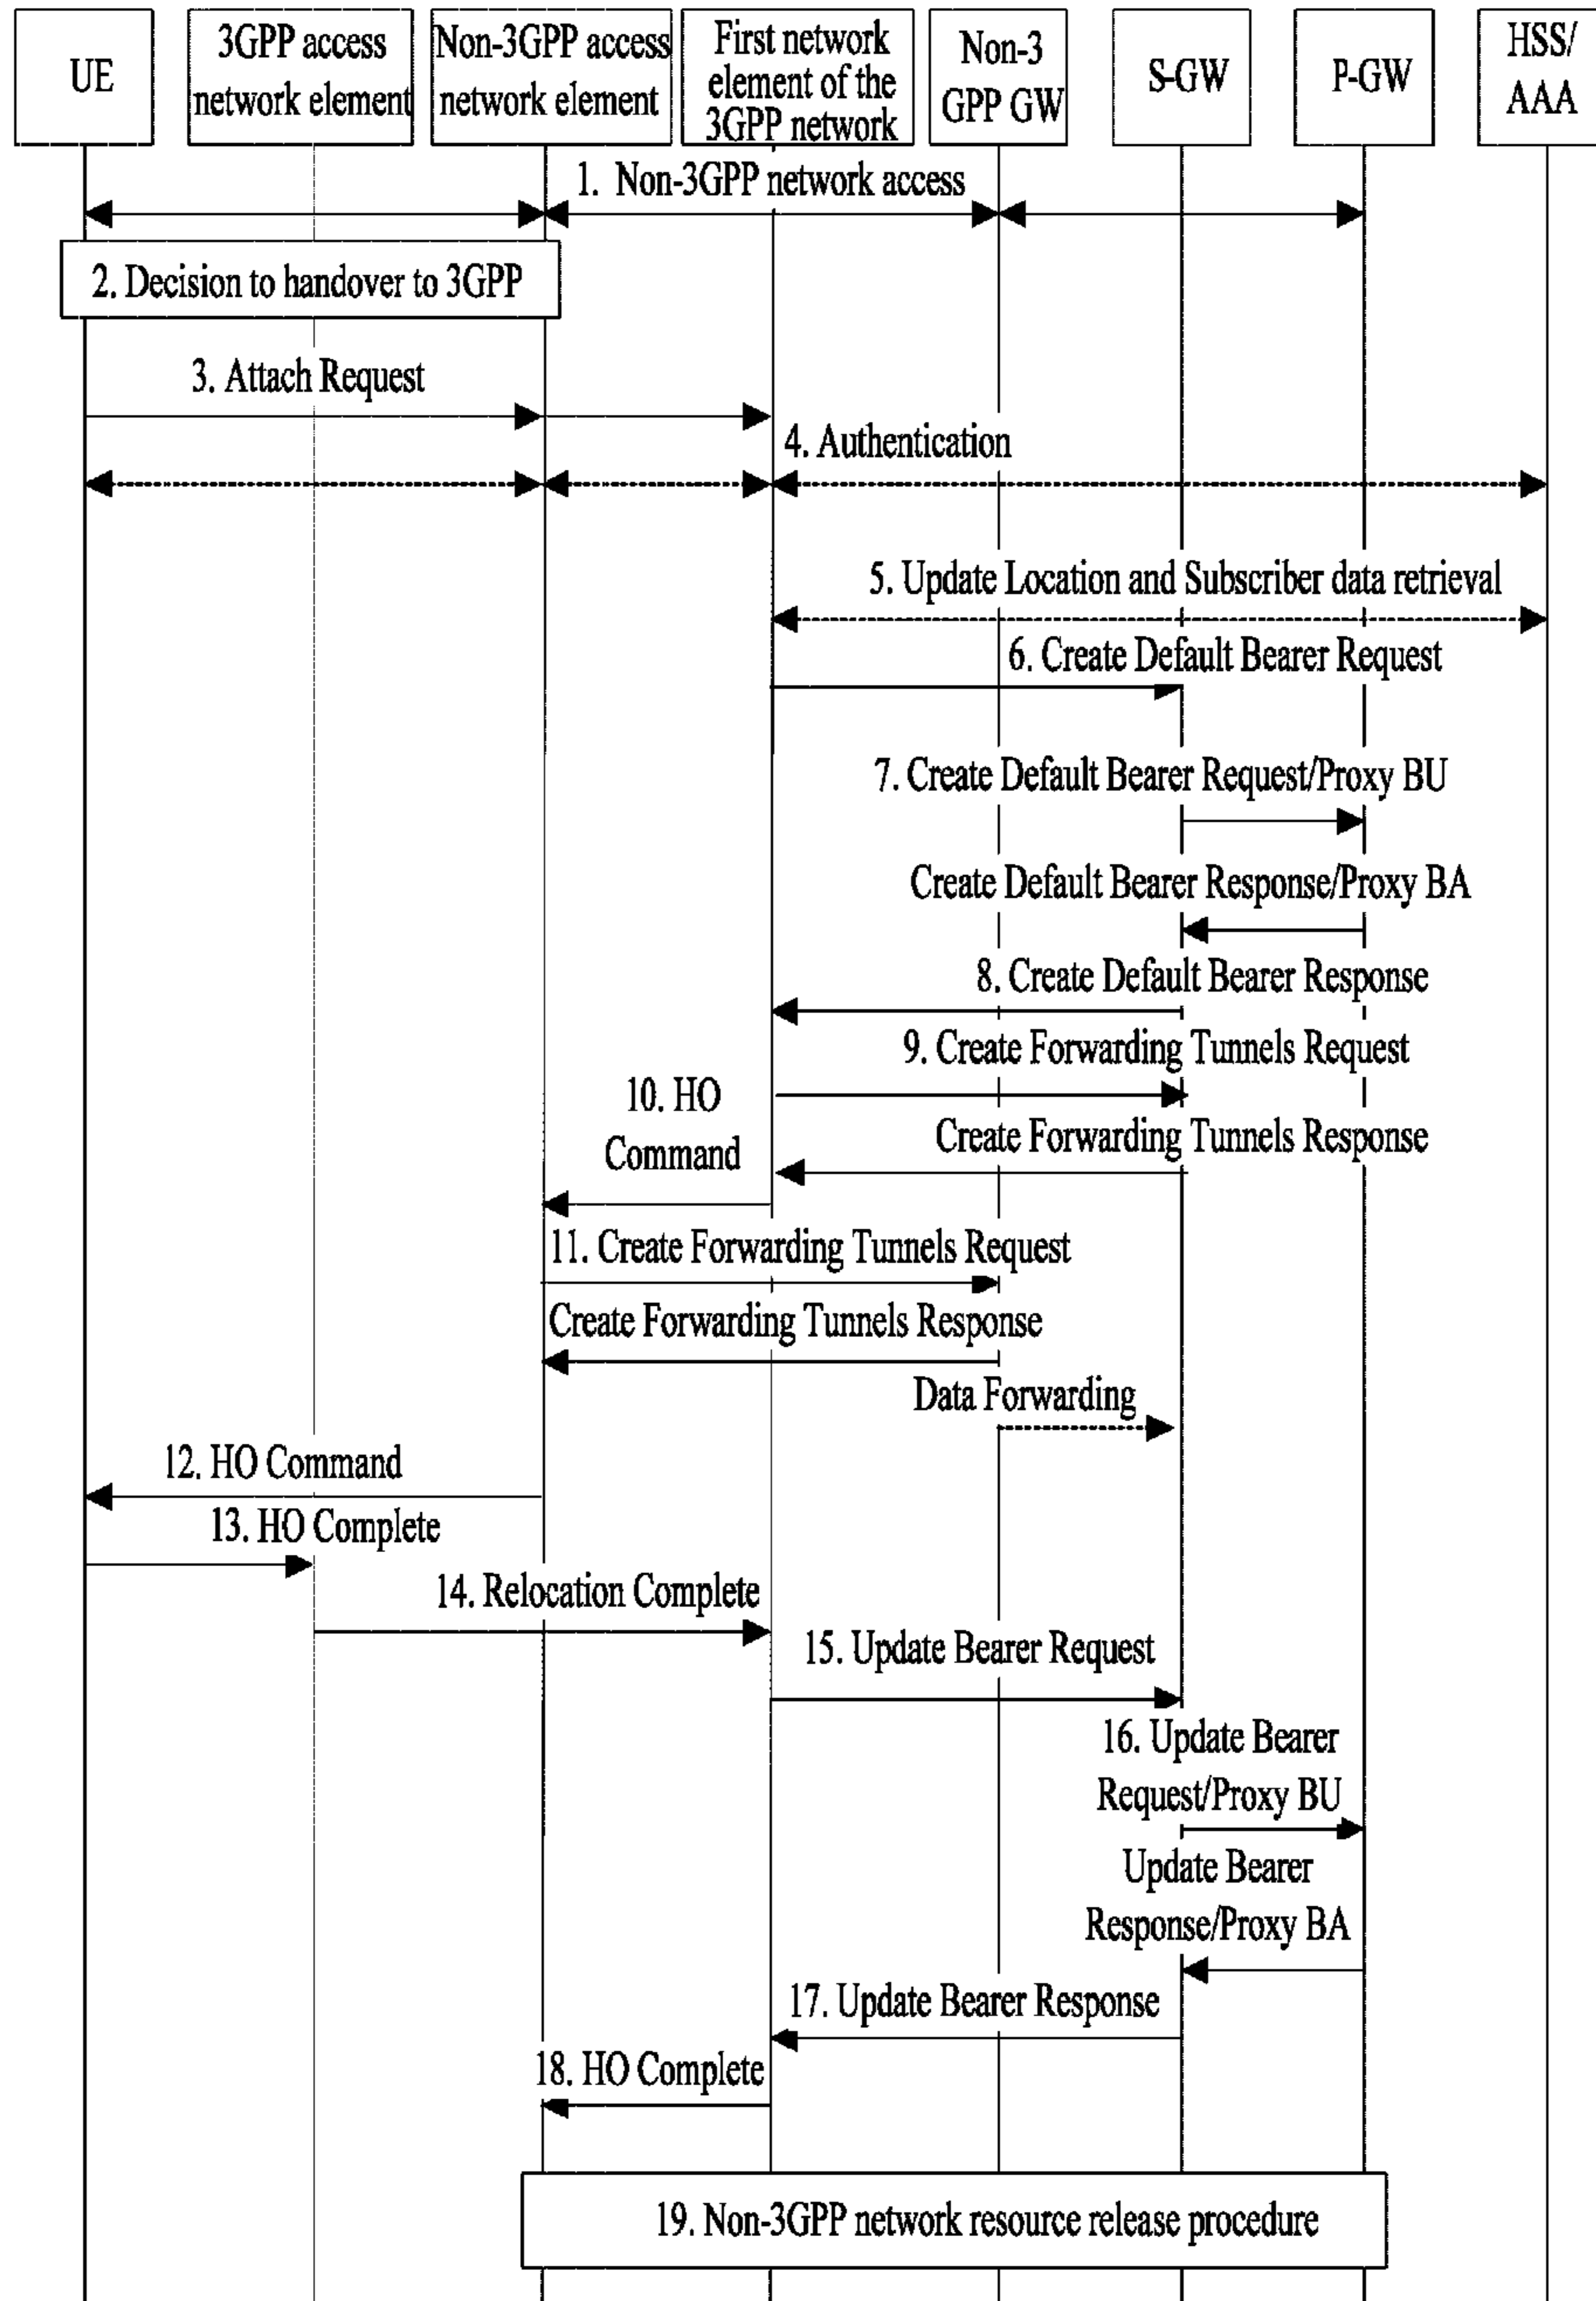 UE
3GPP access
network element
Non-3GPP access
network element
First network
element of the
3GPP network
Non-3
GPP GW
S-GW
P-GW
HSS/
AAA
1. Non-3GPP network access
2. Decision to handover to 3GPP
3. Attach Request
4. Authentication
5. Update Location and Subscriber data retrieval
6. Create Default Bearer Request
7. Create Default Bearer Request/Proxy BU
Create Default Bearer Response/Proxy BA
8. Create Default Bearer Response
9. Create Forwarding Tunnels Request
10. HO
Command
Create Forwarding Tunnels Response
11. Create Forwarding Tunnels Request
Create Forwarding Tunnels Response
Data Forwarding
12. HO Command
13. HO Complete
14. Relocation Complete
15. Update Bearer Request
16. Update Bearer
Request/Proxy BU
Update Bearer
Response/Proxy BA
17. Update Bearer Response
18. HO Complete
19. Non-3GPP network resource release procedure